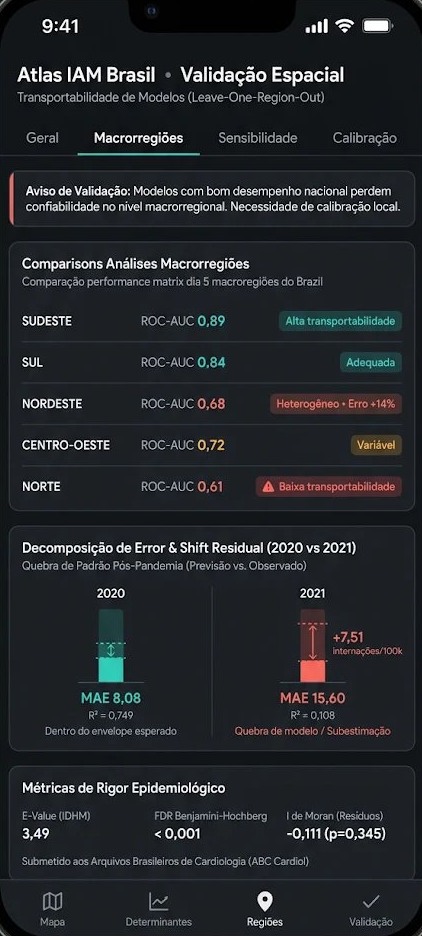 9:41
Atlas IAM Brasil • Validação Espacial
Transportabilidade de Modelos (Leave-One-Region-Out)
Geral Macrorregiões Sensibilidade Calibração
Aviso de Validação: Modelos com bom desempenho nacional perdem
confiabilidade no nível macrorregional. Necessidade de calibração local.
Comparisons Análises Macrorregiões
Comparação performance matrix dia 5 macroregiões do Brazil
SUDESTE ROC-AUC 0,89 Alta transportabilidade
SUL ROC-AUC 0,84 Adequada
NORDESTE ROC-AUC 0,68 Heterogêneo • Erro +14%
CENTRO-OESTE ROC-AUC 0,72 Variável
NORTE ROC-AUC 0,61 Baixa transportabilidade
Decomposição de Error & Shift Residual (2020 vs 2021)
Quebra de Padrão Pós-Pandemia (Previsão vs. Observado)
2020 2021
+7,51
internações/100k
MAE 8,08 MAE 15,60
R² = 0,749 R² = 0,108
Dentro do envelope esperado Quebra de modelo / Subestimação
Métricas de Rigor Epidemiológico
E-Value (IDHM) FDR Benjamini-Hochberg I de Moran (Resíduos)
3,49 < 0,001 -0,111 (p=0,345)
Submetido aos Arquivos Brasileiros de Cardiologia (ABC Cardiol)
Mapa Determinantes Regiões Validação